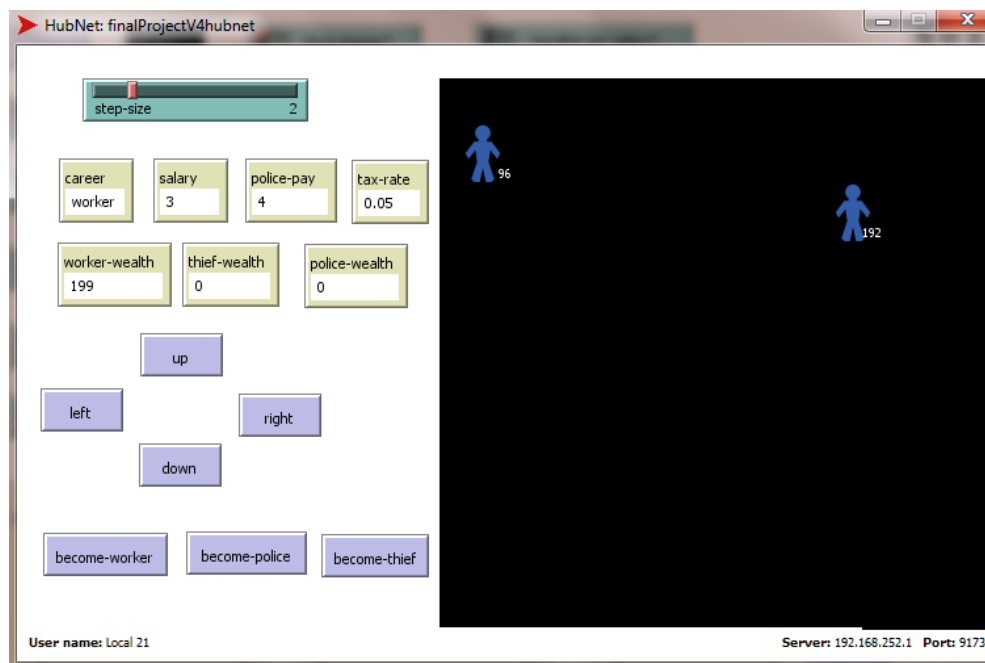 HubNet: finalProjectV4hubnet
step-size 2
career salary police-pay tax-rate
worker 3 4 0.05
worker-wealth thief-wealth police-wealth
199 0 0
up
left right
down
become-worker become-police become-thief
96
192
User name: Local 21 Server: 192.168.252.1 Port: 9173